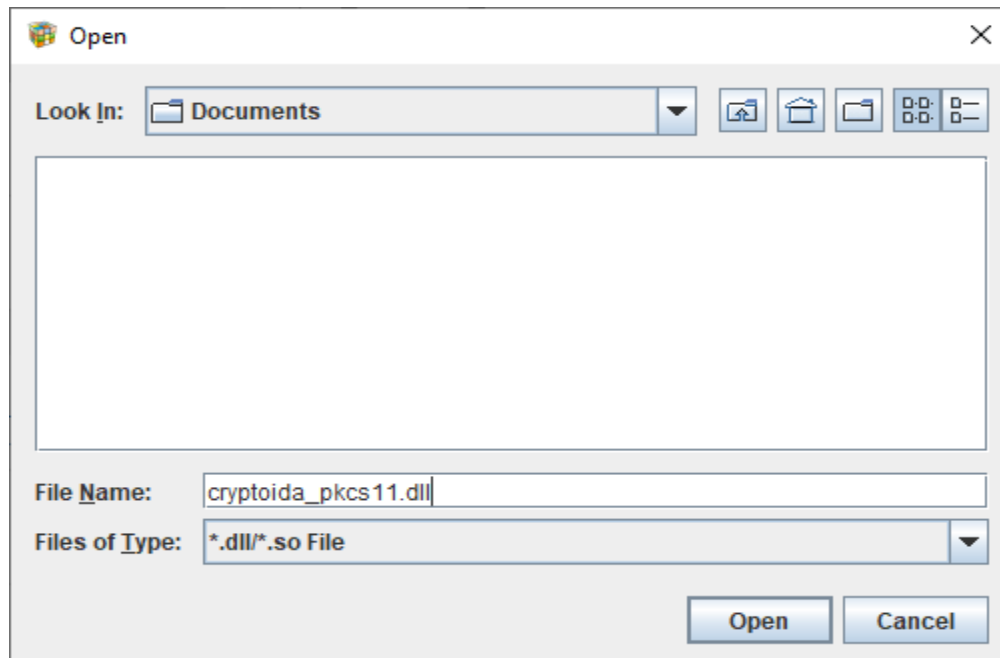 Open
Look In: Documents
File Name: cryptoida_pkcs11.dll
Files of Type: *.dll/*.so File
Open Cancel